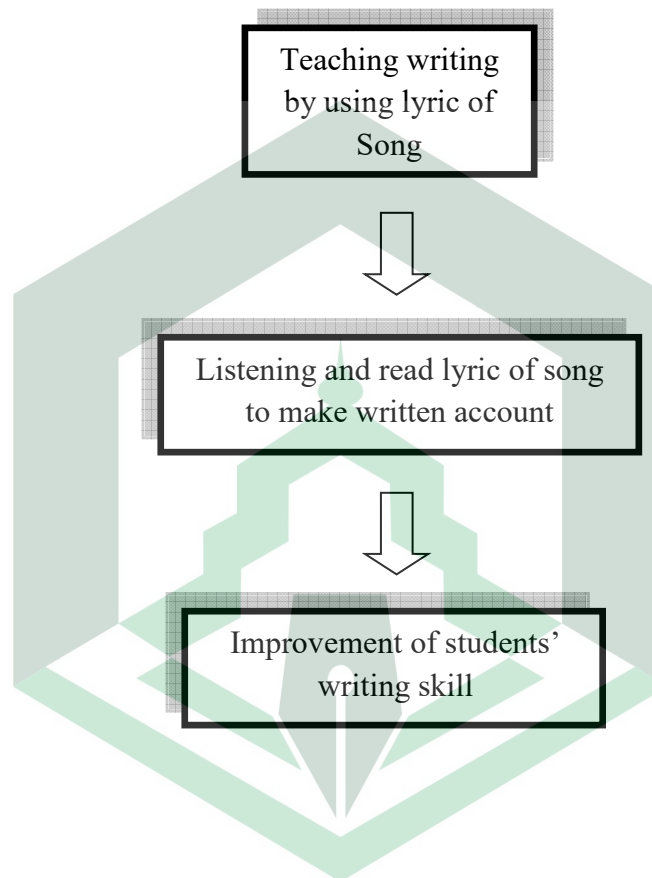 Teaching writing
by using lyric of
Song
Listening and read lyric of song
to make written account
Improvement of students’
writing skill